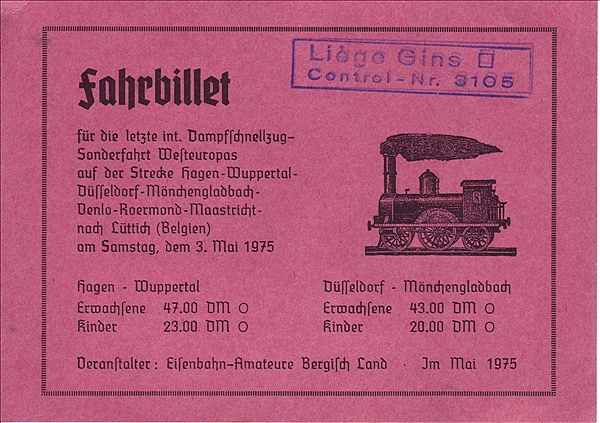 Liège Gins
Control-Nr. 3105
Fahrbillet
für die letzte int. Dampfschnellzug-
Sonderfahrt Westeuropas
auf der Strecke Hagen-Wuppertal-
Düsseldorf-Mönchengladbach-
Venlo-Roermond-Maastricht-
nach Lüttich (Belgien)
am Samstag, dem 3. Mai 1975
Hagen - Wuppertal
Erwachsene 47.00 DM O
Kinder 23.00 DM O
Düsseldorf - Mönchengladbach
Erwachsene 43.00 DM O
Kinder 20.00 DM O
Veranstalter: Eisenbahn-Amateure Bergisch Land · Im Mai 1975